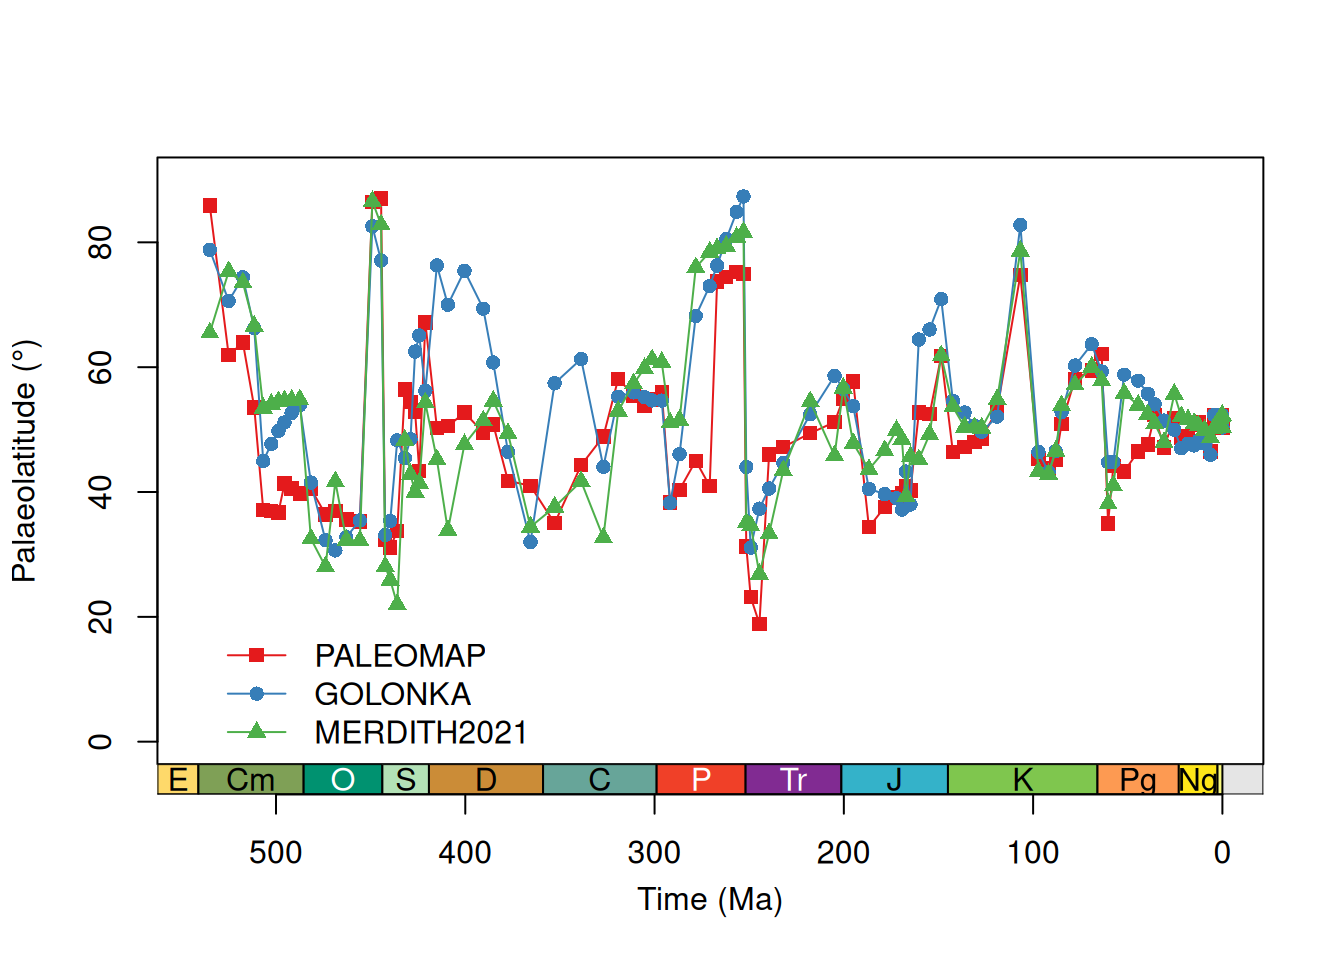 Palaeolatitude (°)
80
60
40
20
0
PALEOMAP
GOLONKA
MERDITH2021
E Cm O S D C P Tr J K Pg Ng
500 400 300 200 100 0
Time (Ma)